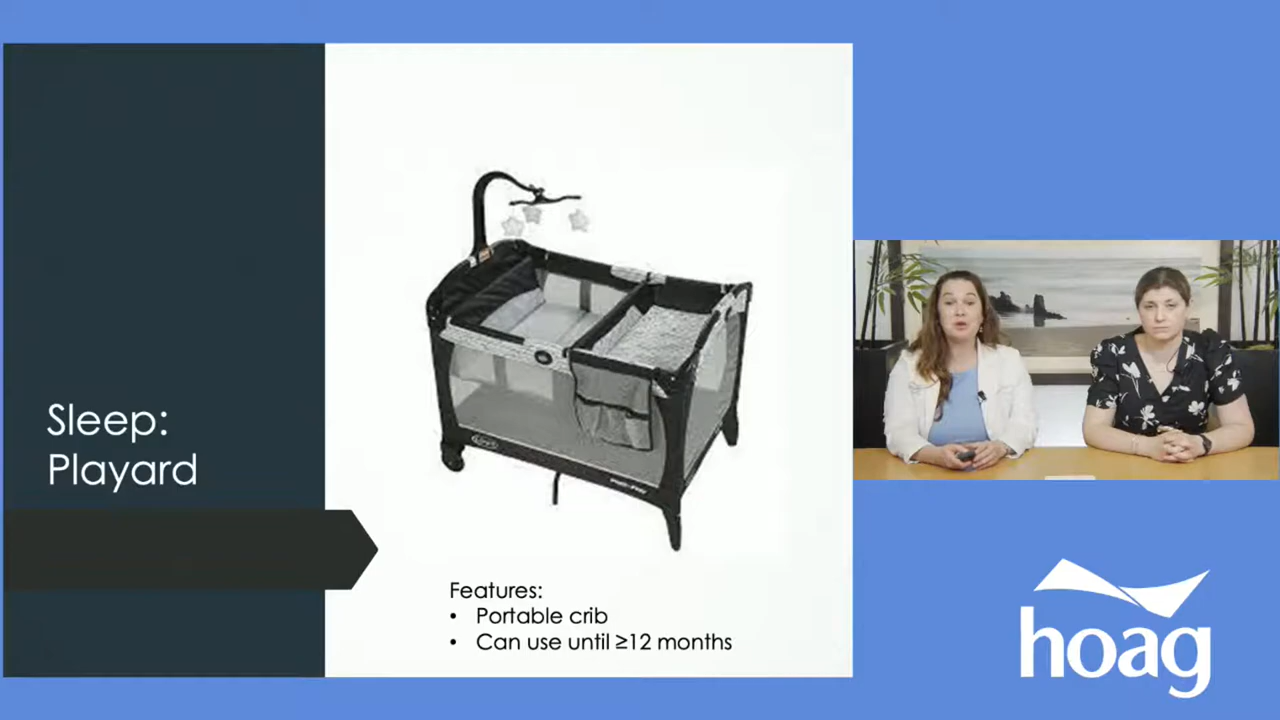 Sleep:
Playard
Features:
• Portable crib
• Can use until ≥12 months
hoag